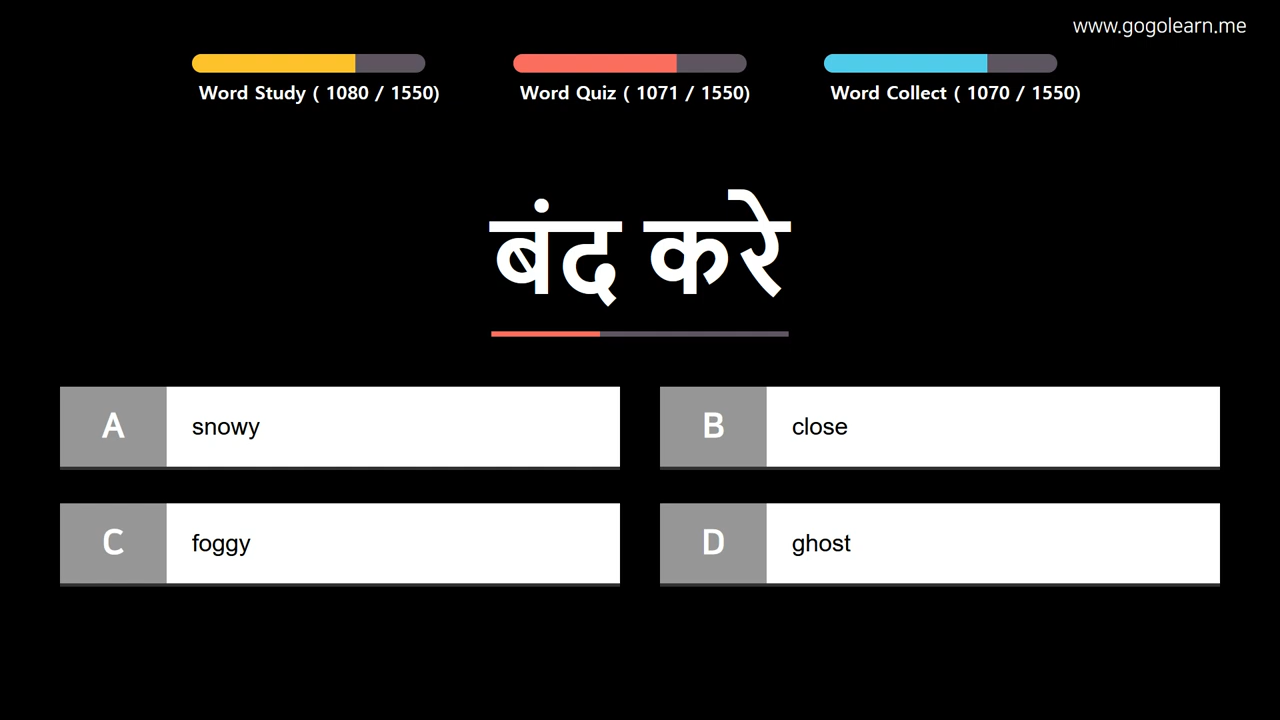 www.gogolearn.me
Word Study ( 1080 / 1550)
Word Quiz ( 1071 / 1550)
Word Collect ( 1070 / 1550)
बंद करे
A snowy
B close
C foggy
D ghost